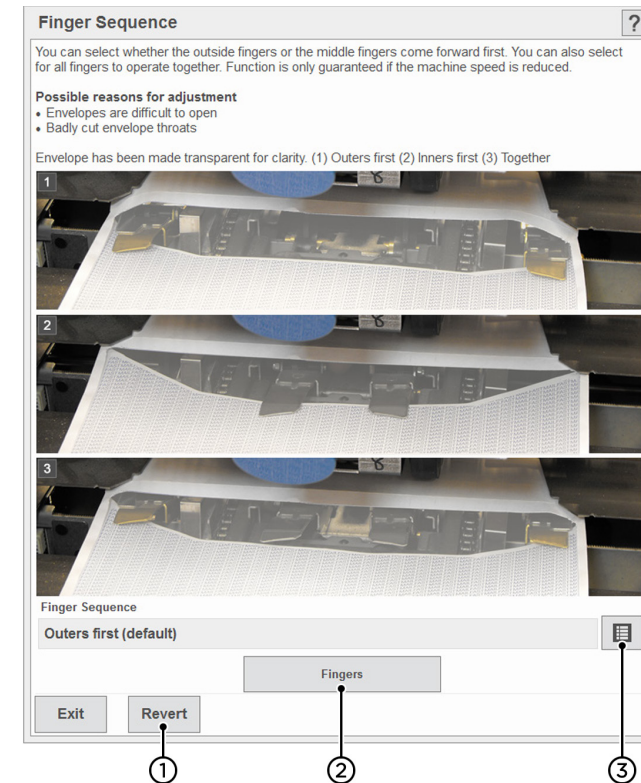 Finger Sequence
?
You can select whether the outside fingers or the middle fingers come forward first. You can also select
for all fingers to operate together. Function is only guaranteed if the machine speed is reduced.
Possible reasons for adjustment
• Envelopes are difficult to open
• Badly cut envelope throats
Envelope has been made transparent for clarity. (1) Outers first (2) Inners first (3) Together
1
2
3
Finger Sequence
Outers first (default)
Fingers
Exit
Revert
1
2
3